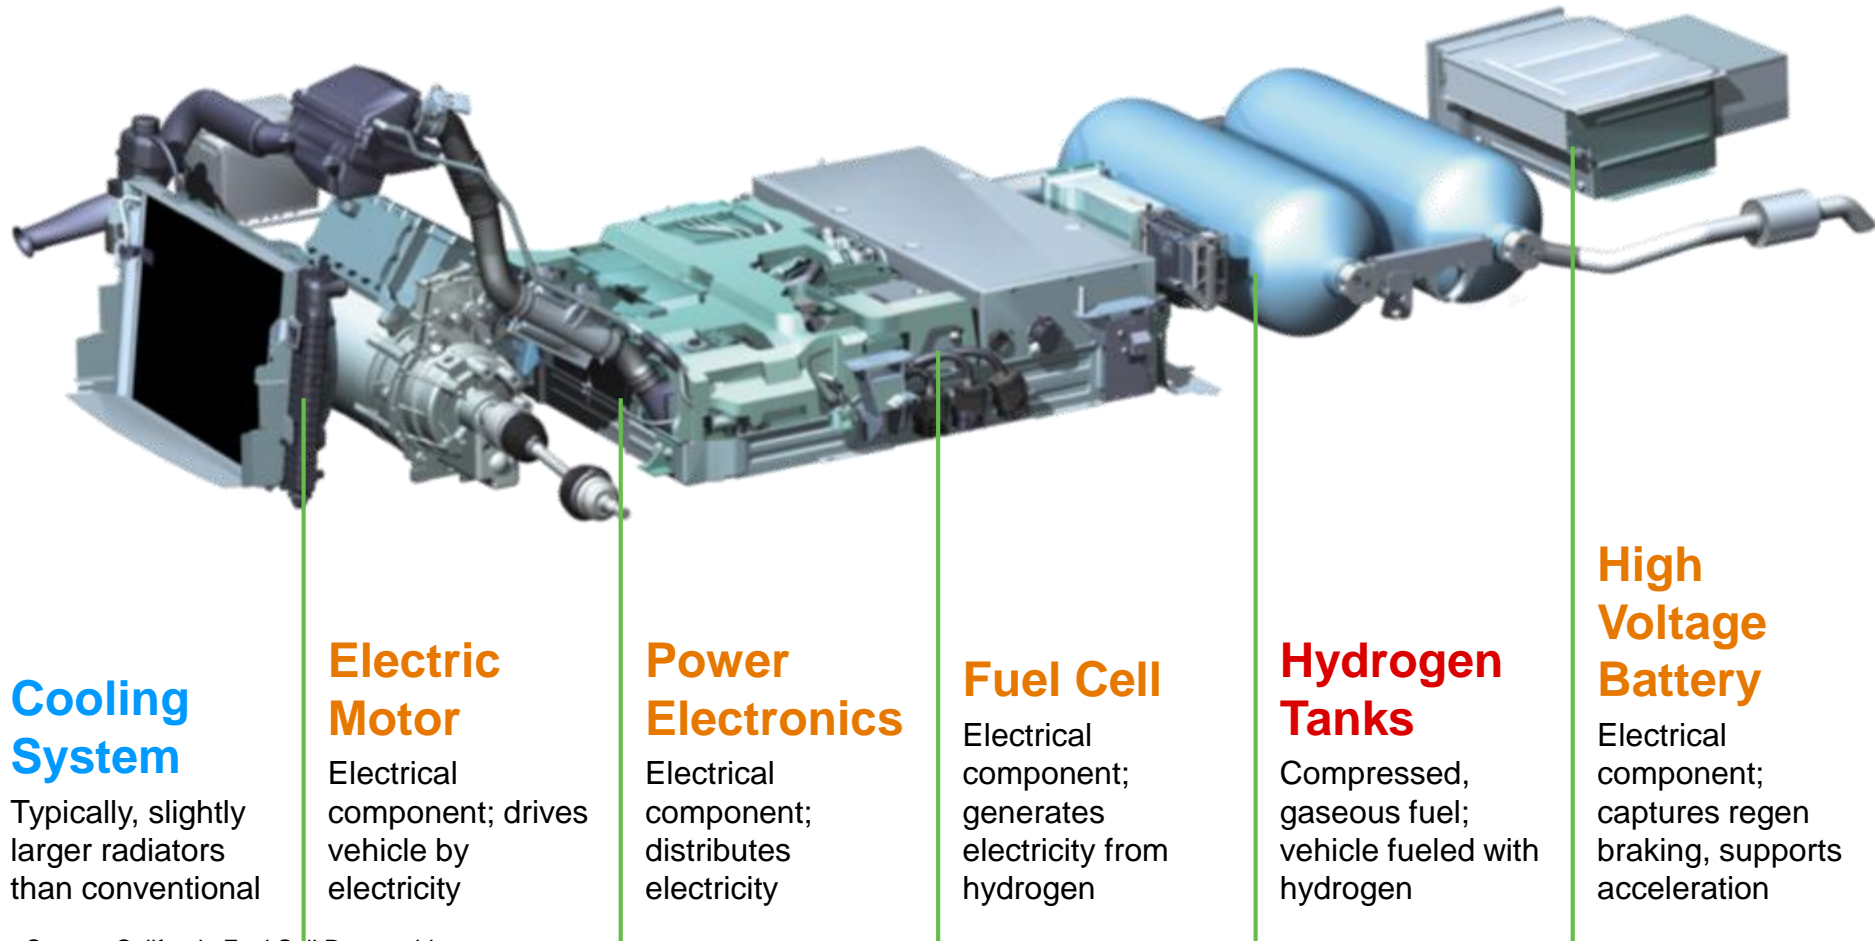 Cooling
System
Typically, slightly
larger radiators
than conventional
Electric
Motor
Electrical
component; drives
vehicle by
electricity
Power
Electronics
Electrical
component;
distributes
electricity
Fuel Cell
Electrical
component;
generates
electricity from
hydrogen
Hydrogen
Tanks
Compressed,
gaseous fuel;
vehicle fueled with
hydrogen
High
Voltage
Battery
Electrical
component;
captures regen
braking, supports
acceleration